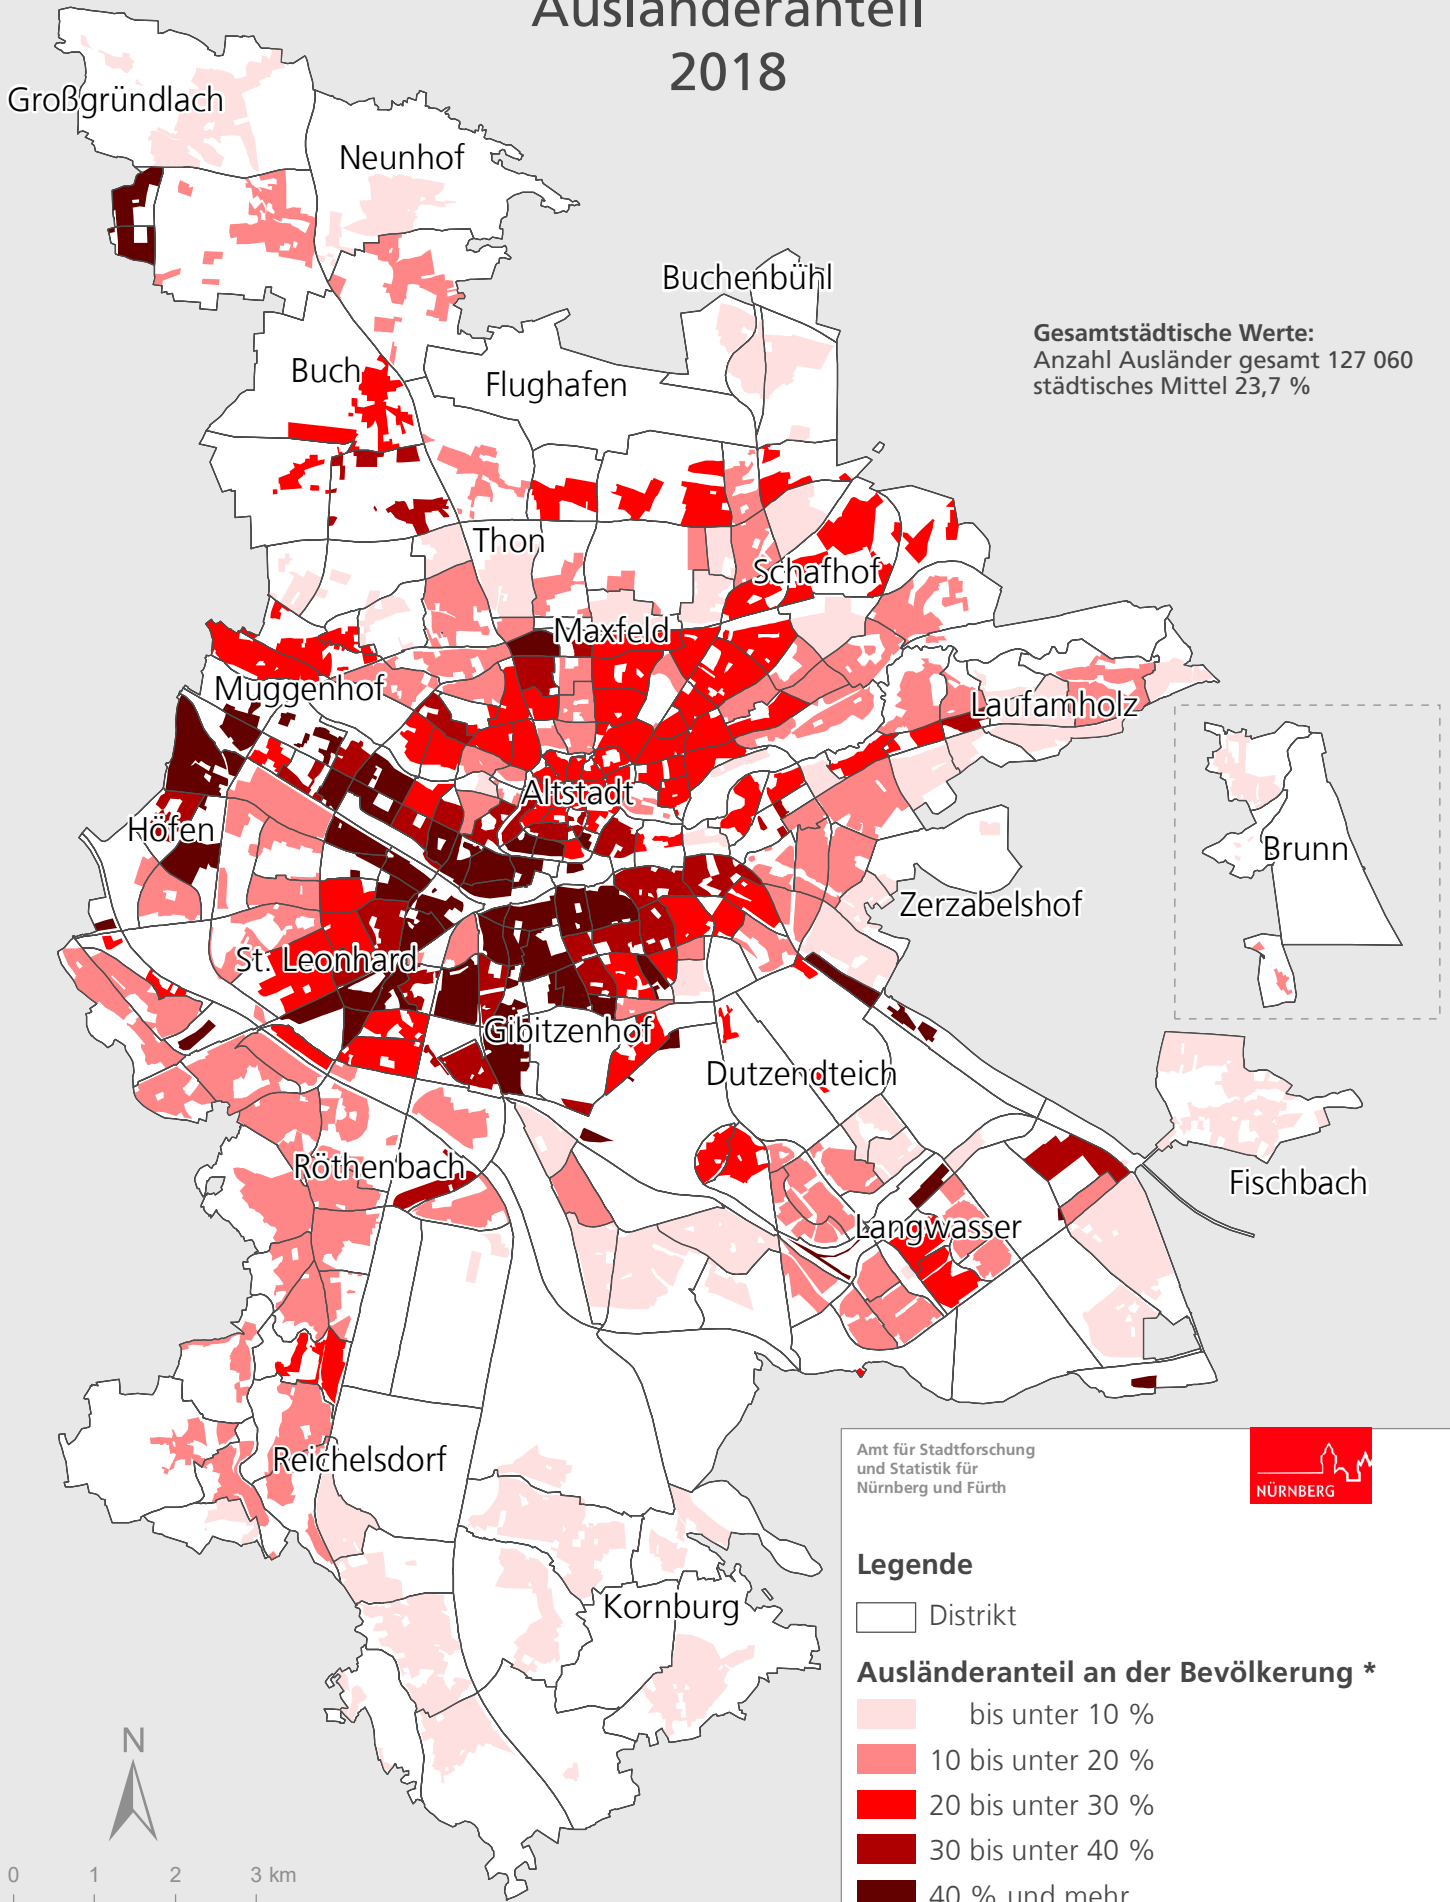 Ausländeranteil
2018
Großgründlach
Neunhof
Buchenbühl
Gesamtstädtische Werte:
Anzahl Ausländer gesamt 127 060
städtisches Mittel 23,7 %
Buch
Flughafen
Thon
Schafhof
Maxfeld
Muggenhof
Laufamholz
Altstadt
Höfen
Brunn
Zerzabelshof
St. Leonhard
Gibitzenhof
Dutzendteich
Röthenbach
Fischbach
Langwasser
Reichelsdorf
Kornburg
Amt für Stadtforschung
und Statistik für
Nürnberg und Fürth
NÜRNBERG
Legende
Distrikt
Ausländeranteil an der Bevölkerung *
bis unter 10 %
10 bis unter 20 %
20 bis unter 30 %
30 bis unter 40 %
40 % und mehr
N
0 1 2 3 km